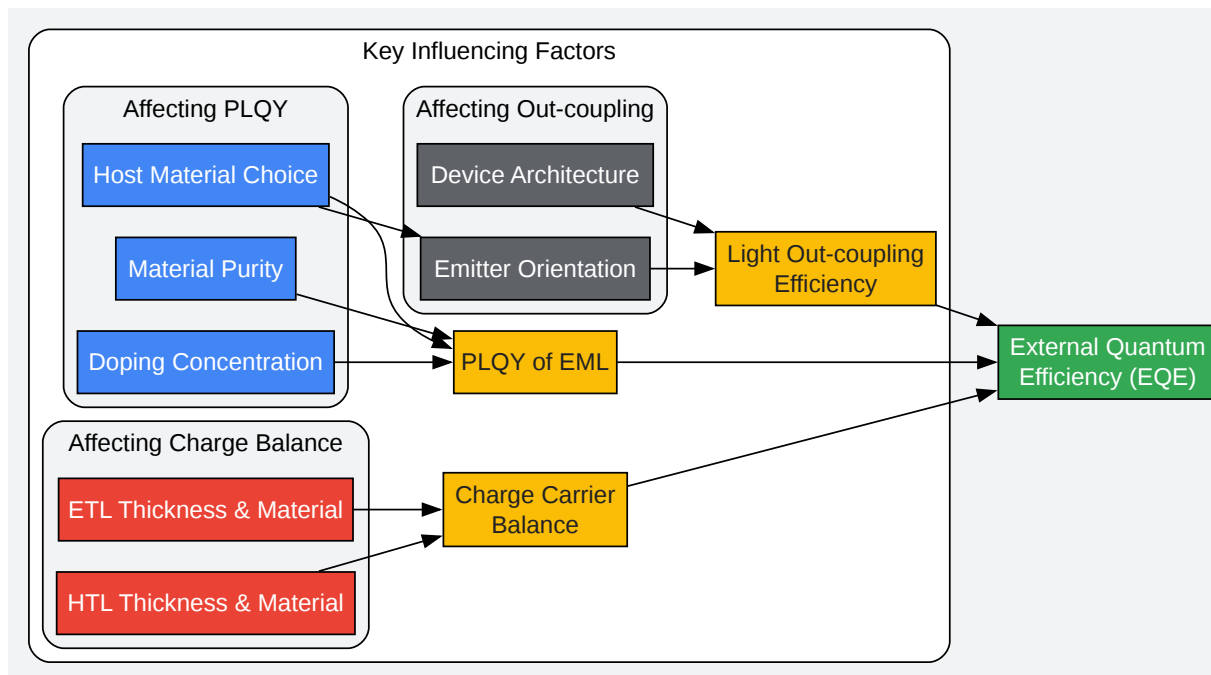 Key Influencing Factors
Affecting PLQY
Host Material Choice
Material Purity
Doping Concentration
Affecting Out-coupling
Device Architecture
Emitter Orientation
Light Out-coupling
Efficiency
PLQY of EML
External Quantum
Efficiency (EQE)
Affecting Charge Balance
ETL Thickness & Material
HTL Thickness & Material
Charge Carrier
Balance